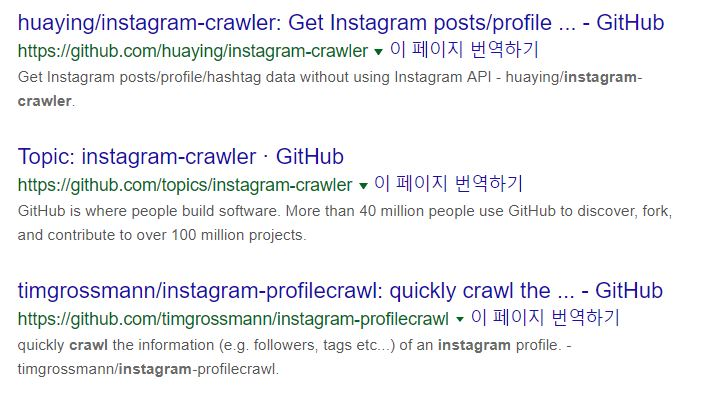 huaying/instagram-crawler: Get Instagram posts/profile ... - GitHub
https://github.com/huaying/instagram-crawler ▾ 이 페이지 번역하기
Get Instagram posts/profile/hashtag data without using Instagram API - huaying/instagram-
crawler.
Topic: instagram-crawler · GitHub
https://github.com/topics/instagram-crawler ▾ 이 페이지 번역하기
GitHub is where people build software. More than 40 million people use GitHub to discover, fork,
and contribute to over 100 million projects.
timgrossmann/instagram-profilecrawl: quickly crawl the ... - GitHub
https://github.com/timgrossmann/instagram-profilecrawl ▾ 이 페이지 번역하기
quickly crawl the information (e.g. followers, tags etc...) of an instagram profile. -
timgrossmann/instagram-profilecrawl.